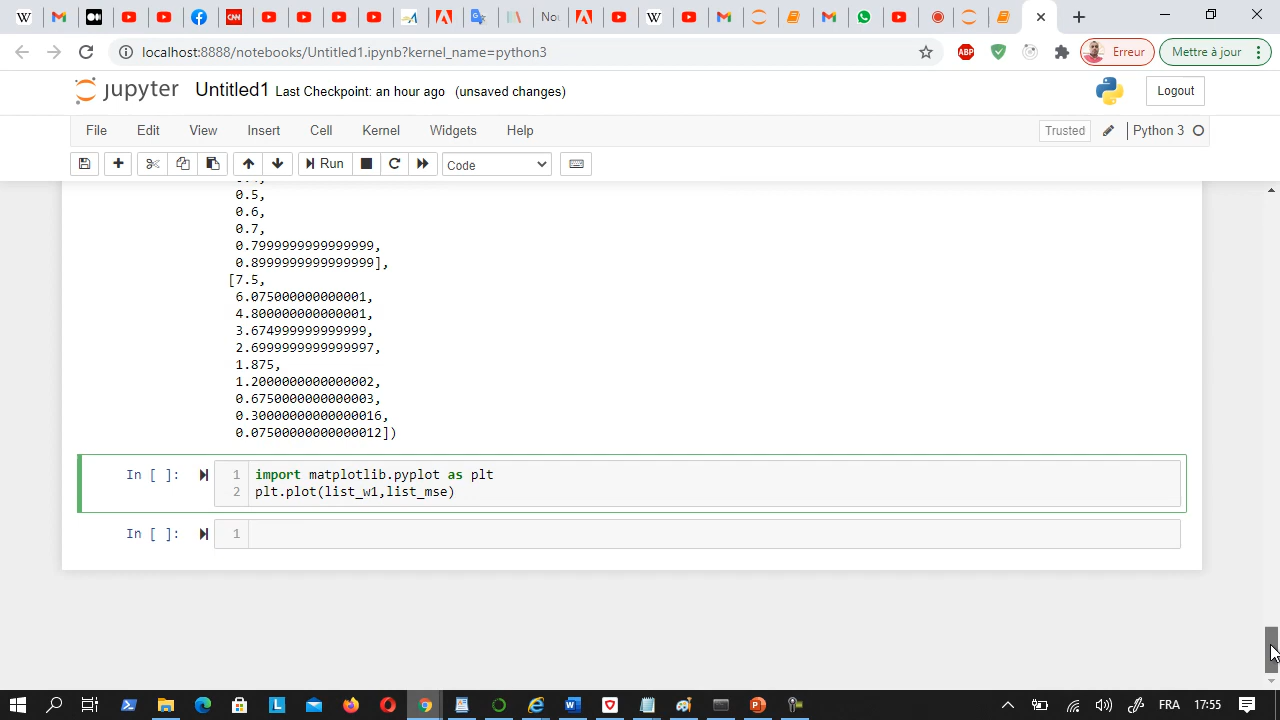 Nou
localhost:8888/notebooks/Untitled1.ipynb?kernel_name=python3
ABP
Erreur
Mettre à jour
jupyter
Untitled1 Last Checkpoint: an hour ago (unsaved changes)
Logout
File Edit View Insert Cell Kernel Widgets Help
Trusted
Python 3
Run
Code
0.5,
0.6,
0.7,
0.7999999999999999,
0.8999999999999999],
[7.5,
6.075000000000001,
4.800000000000001,
3.674999999999999,
2.6999999999999997,
1.875,
1.2000000000000002,
0.6750000000000003,
0.30000000000000016,
0.07500000000000012])
In [ ]:
1 import matplotlib.pyplot as plt
2 plt.plot(list_w1,list_mse)
In [ ]:
1
FRA 17:55